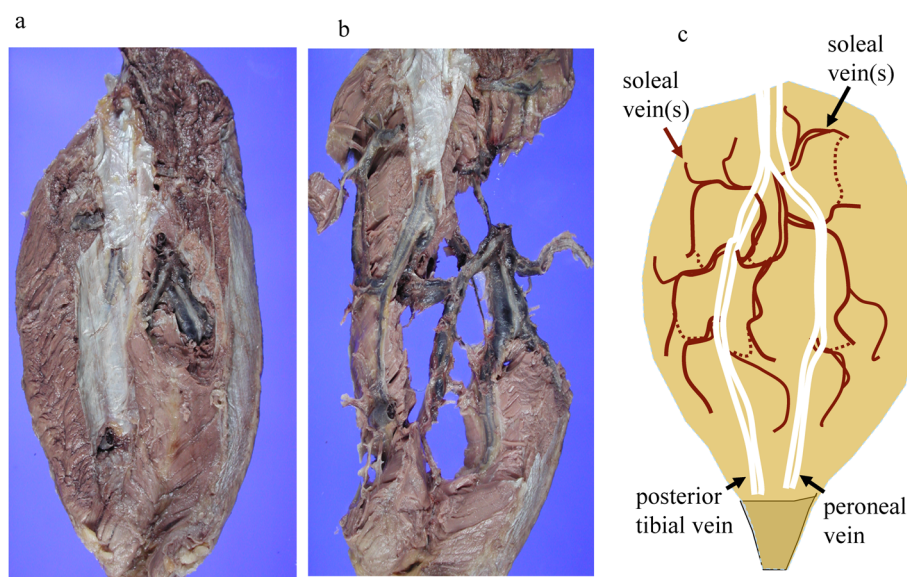 a
b
c
soleal
vein(s)
soleal
vein(s)
posterior
tibial vein
peroneal
vein